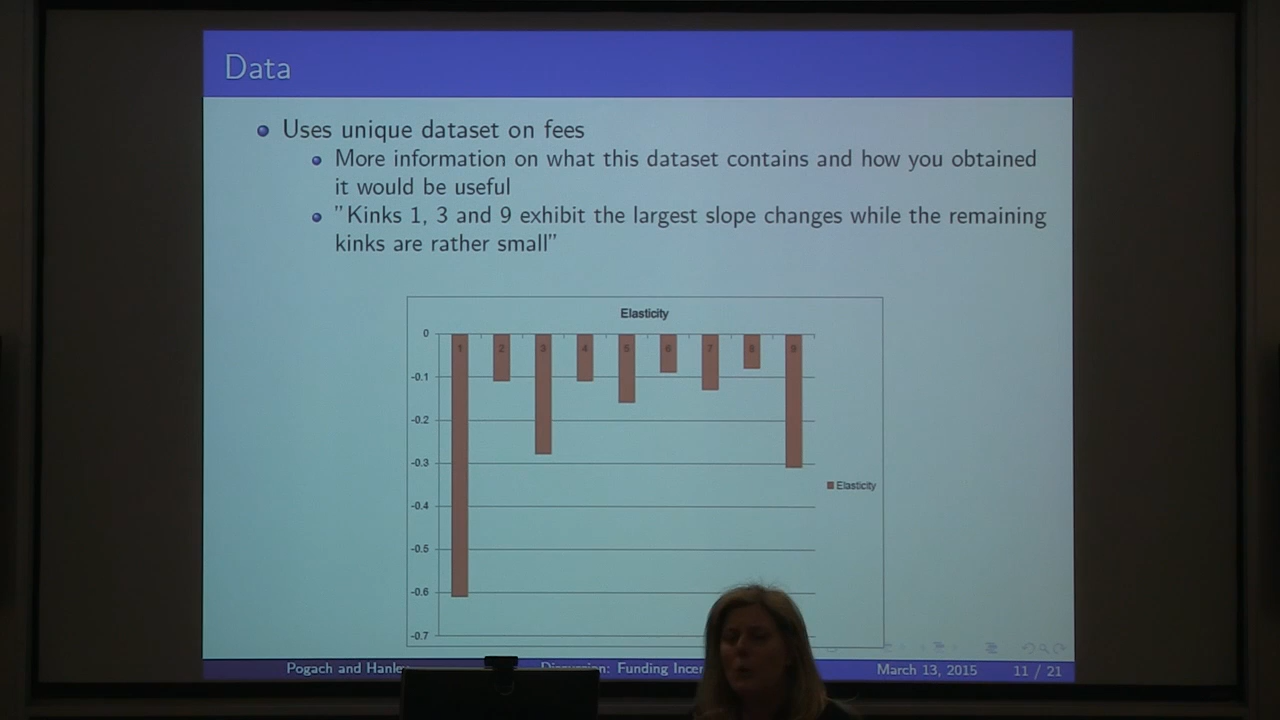 Data
Uses unique dataset on fees
More information on what this dataset contains and how you obtained
it would be useful
"Kinks 1, 3 and 9 exhibit the largest slope changes while the remaining
kinks are rather small"
Elasticity
0
1 2 3 4 5 6 7 8 9
-0.1
-0.2
-0.3
Elasticity
-0.4
-0.5
-0.6
-0.7
Pogach and Discussion: Funding March 13, 2015 11 / 21